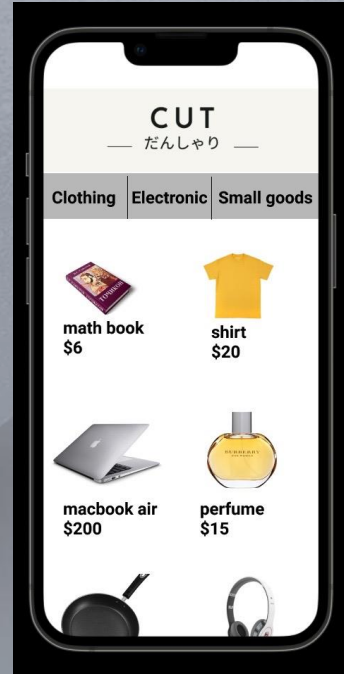 CUT
だんしゃり
Clothing
Electronic
Small goods
math book
$6
shirt
$20
BURBERRY
macbook air
$200
perfume
$15